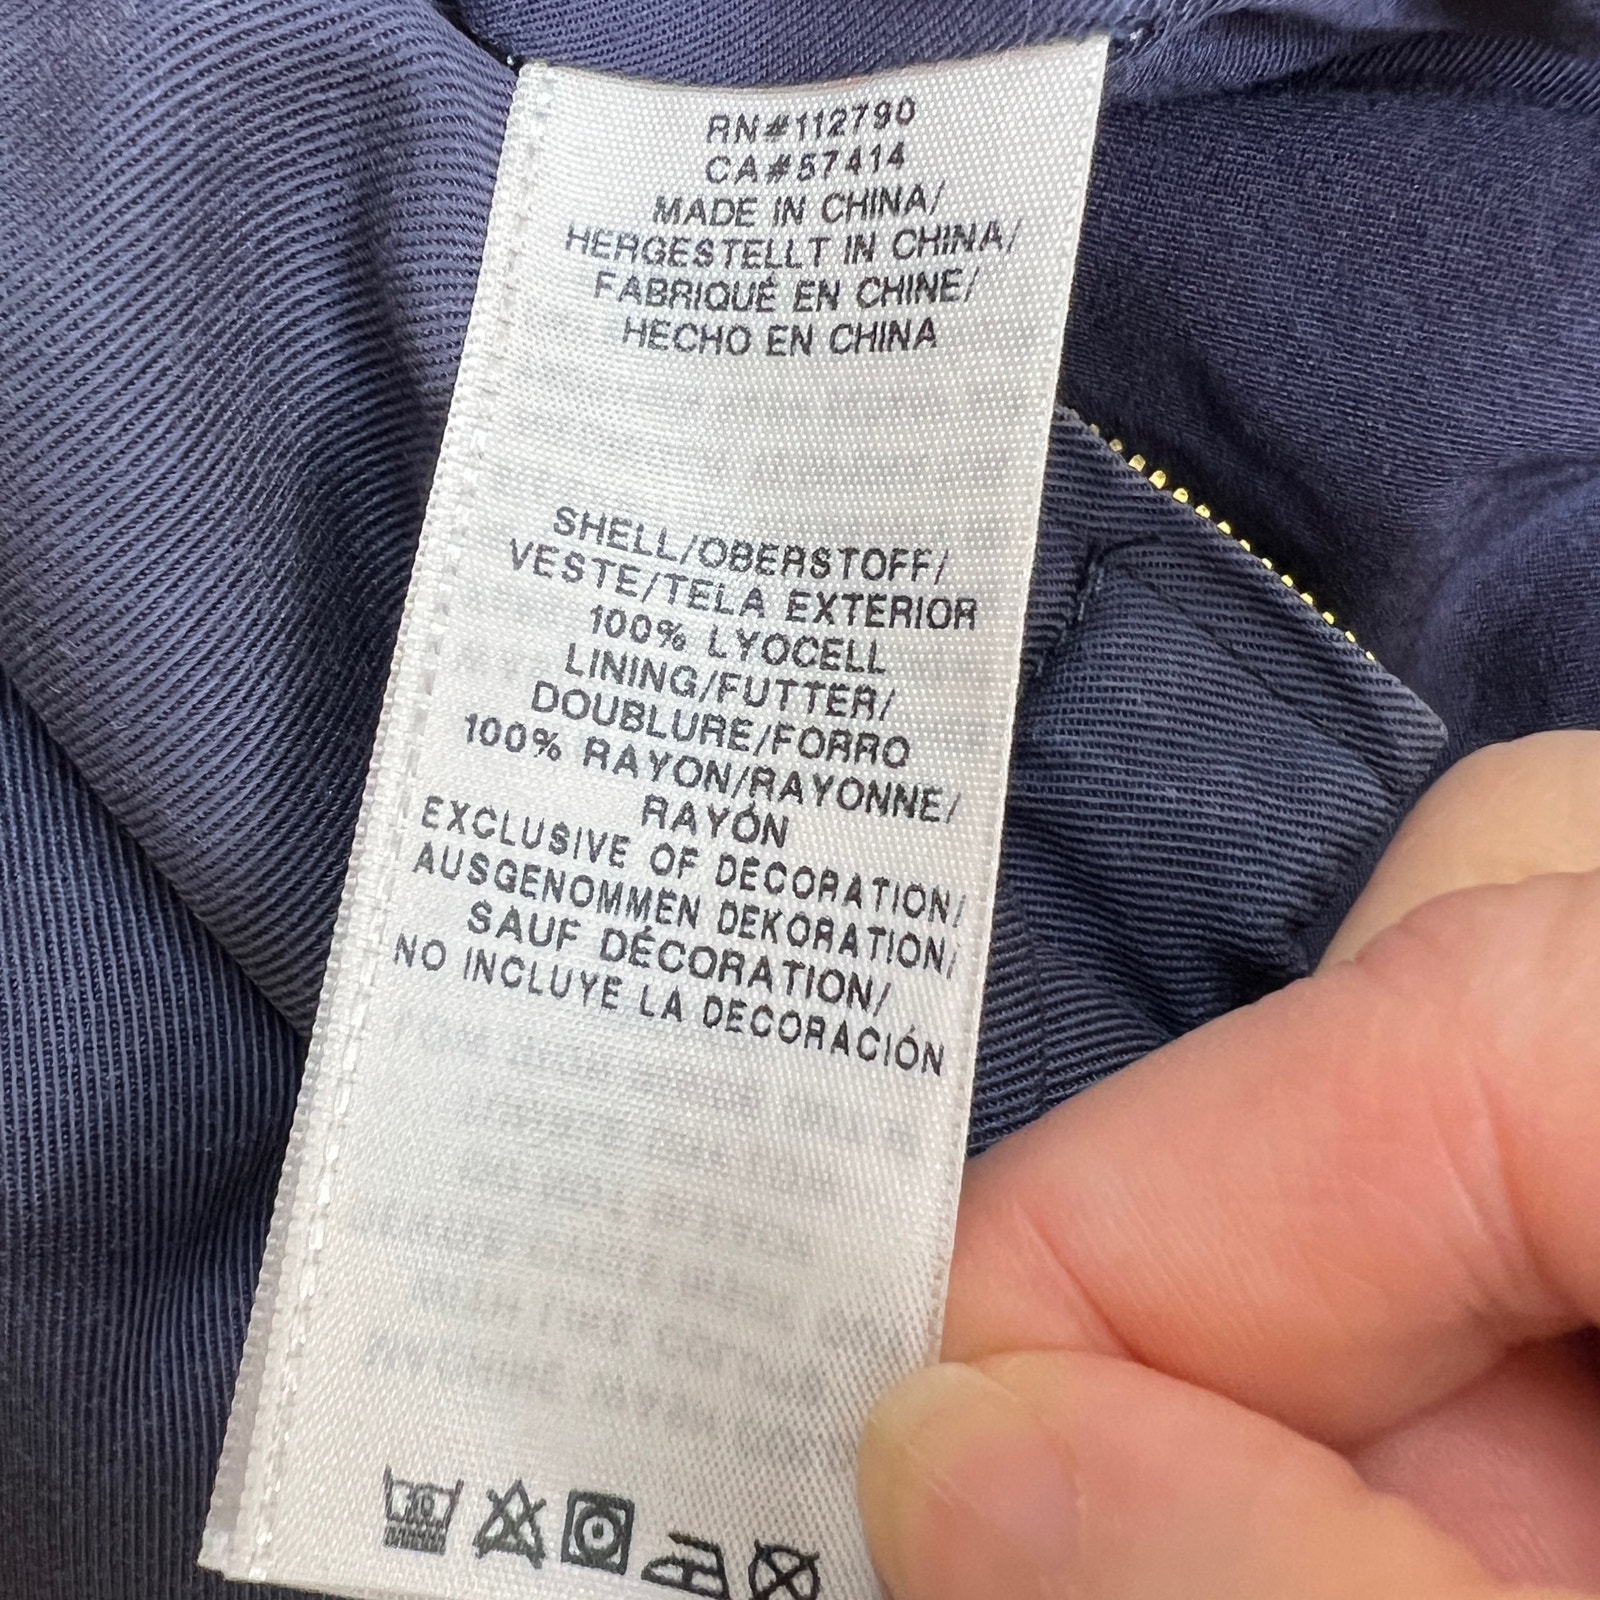 RN#112790
CA#57414
MADE IN CHINA/
HERGESTELLT IN CHINA/
FABRIQUÉ EN CHINE/
HECHO EN CHINA
SHELL/OBERSTOFF/
VESTE/TELA EXTERIOR
100% LYOCELL
LINING/FUTTER/
DOUBLURE/FORRO
100% RAYON/RAYONNE/
RAYÓN
EXCLUSIVE OF DECORATION/
AUSGENOMMEN DEKORATION/
SAUF DÉCORATION/
NO INCLUYE LA DECORACIÓN